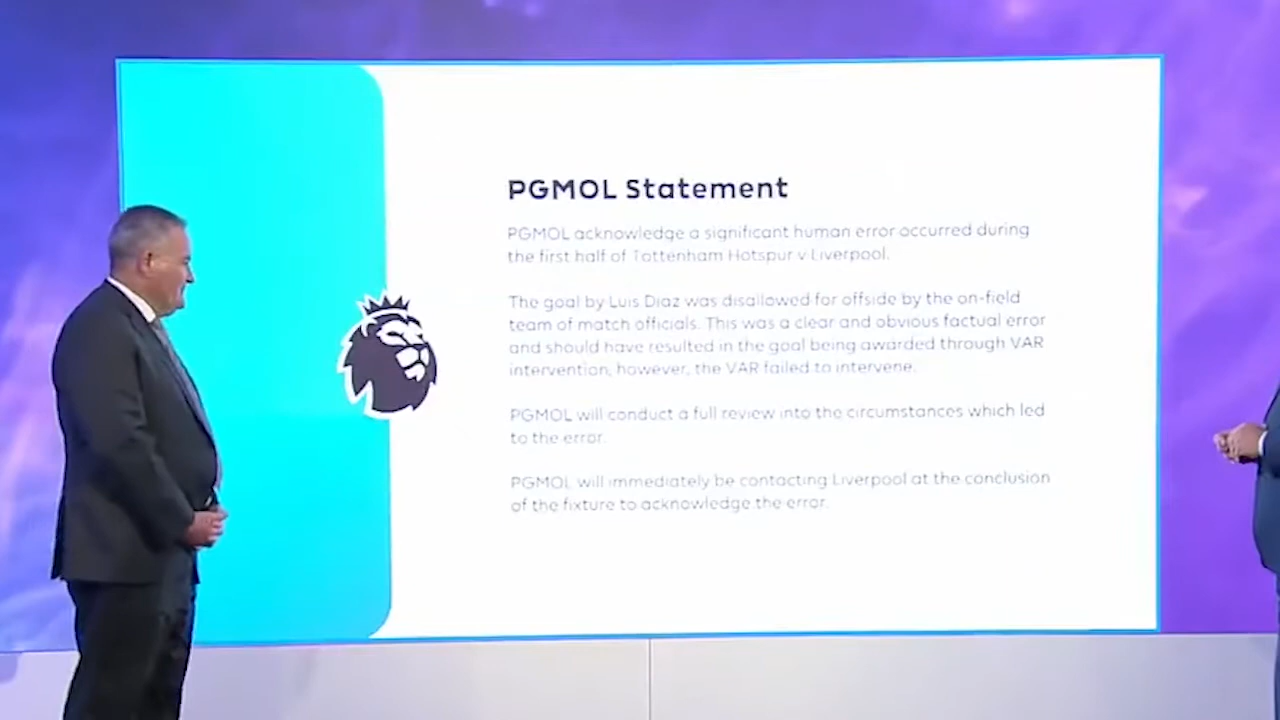 PGMOL Statement
PGMOL acknowledge a significant human error occurred during
the first half of Tottenham Hotspur v Liverpool.
The goal by Luis Diaz was disallowed for offside by the on-field
team of match officials. This was a clear and obvious factual error
and should have resulted in the goal being awarded through VAR
intervention, however, the VAR failed to intervene.
PGMOL will conduct a full review into the circumstances which led
to the error.
PGMOL will immediately be contacting Liverpool at the conclusion
of the fixture to acknowledge the error.